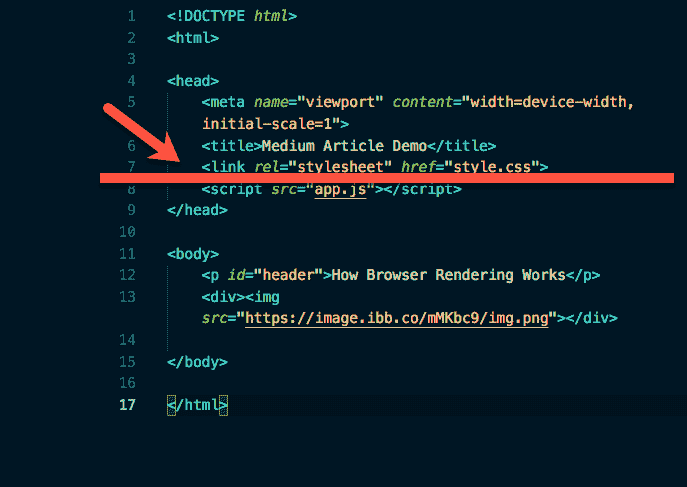 1 <!DOCTYPE html>
2 <html>
3
4 <head>
5 <meta name="viewport" content="width=device-width,
initial-scale=1">
6 <title>Medium Article Demo</title>
7 <link rel="stylesheet" href="style.css">
8 <script src="app.js"></script>
9 </head>
10
11 <body>
12 <p id="header">How Browser Rendering Works</p>
13 <div><img
src="https://image.ibb.co/mMKbc9/img.png"></div>
14
15 </body>
16
17 </html>